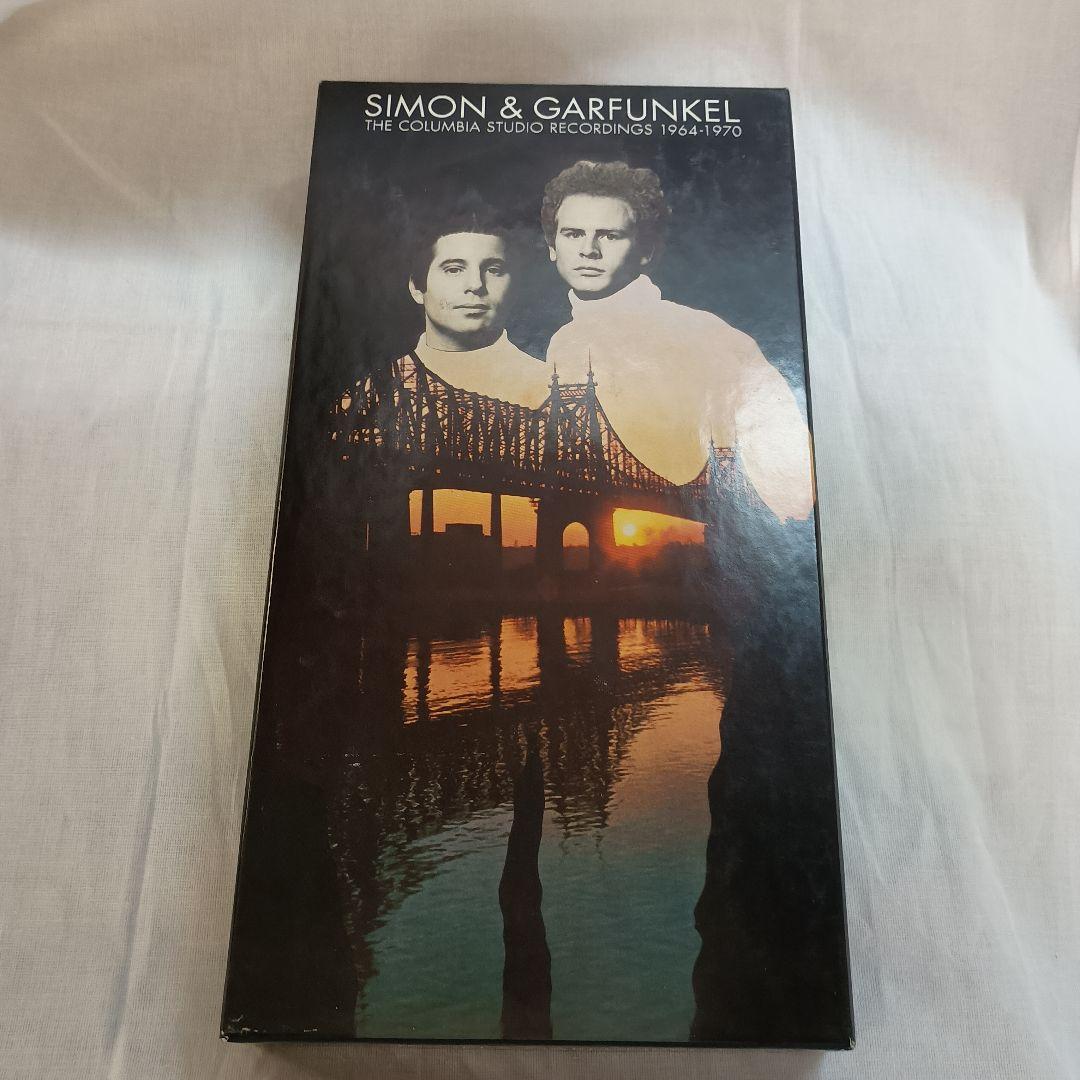 SIMON & GARFUNKEL
THE COLUMBIA STUDIO RECORDINGS 1964-1970